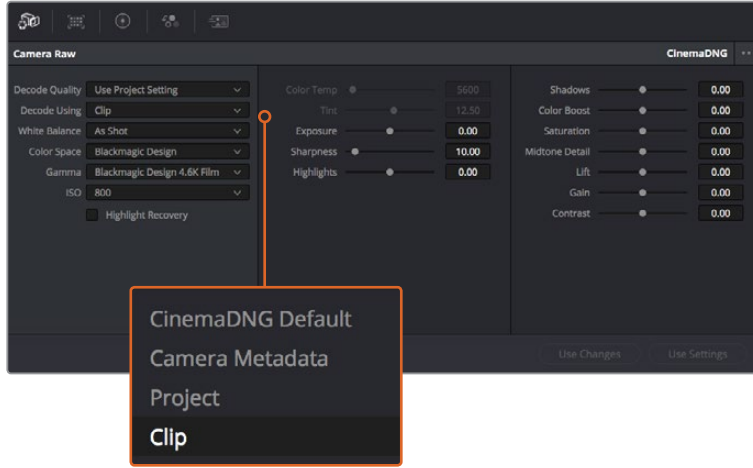 Camera Raw
CinemaDNG
Decode Quality Use Project Setting
Decode Using Clip
White Balance As Shot
Color Space Blackmagic Design
Gamma Blackmagic Design 4.6K Film
ISO 800
Highlight Recovery
Color Temp 5600
Tint 12.50
Exposure 0.00
Sharpness 10.00
Highlights 0.00
Shadows 0.00
Color Boost 0.00
Saturation 0.00
Midtone Detail 0.00
Lift 0.00
Gain 0.00
Contrast 0.00
Use Changes
Use Settings
CinemaDNG Default
Camera Metadata
Project
Clip